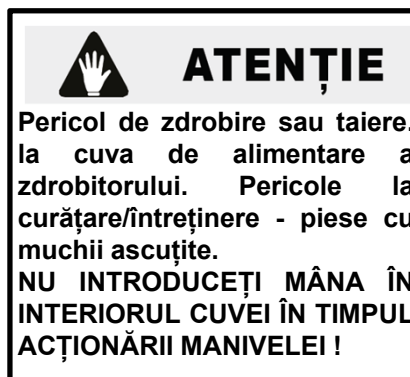 ATENȚIE
Pericol de zdrobire sau taiere.
la cuva de alimentare a
zdrobitorului. Pericole la
curățare/întreținere - piese cu
muchii ascuțite.
NU INTRODUCEȚI MÂNA ÎN
INTERIORUL CUVEI ÎN TIMPUL
ACȚIONĂRII MANIVELEI !